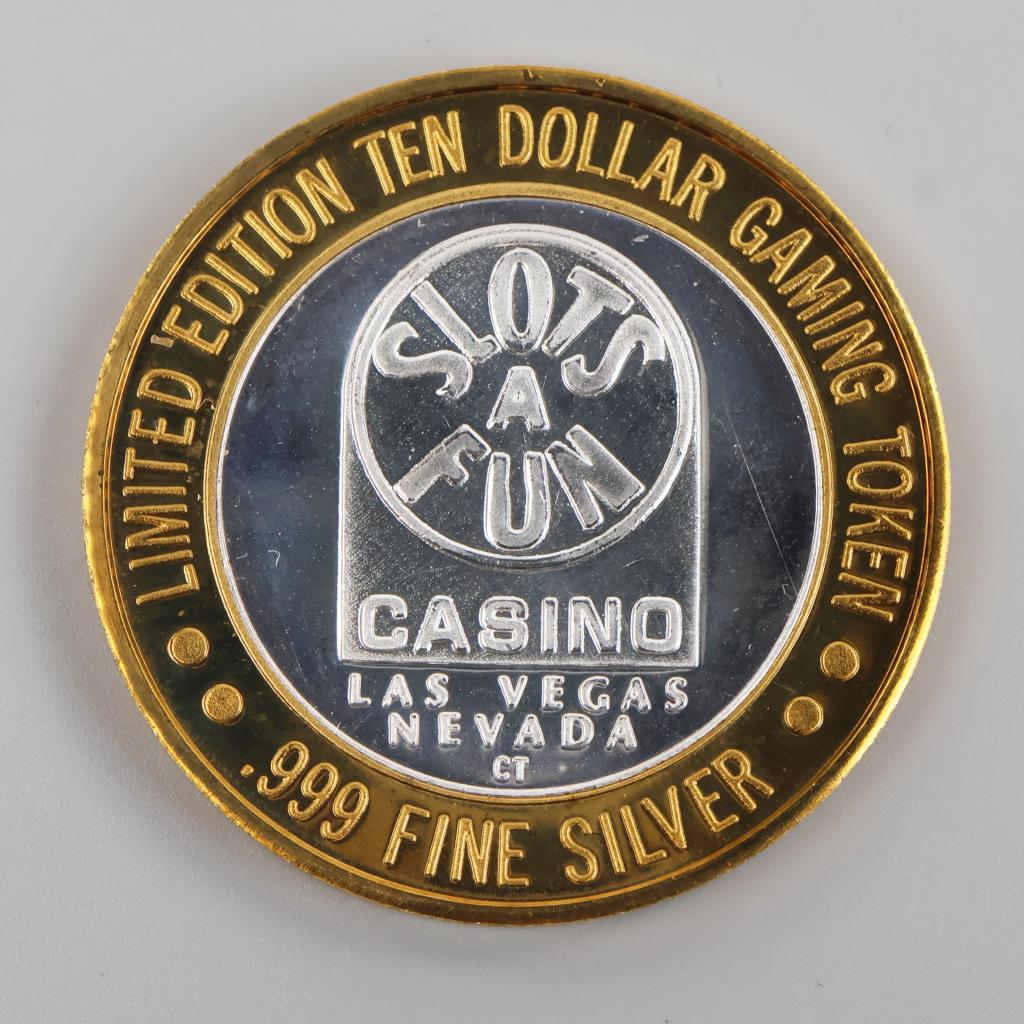 LIMITED EDITION TEN DOLLAR GAMING TOKEN
SLOTS
A
FUN
CASINO
LAS VEGAS
NEVADA
CT
.999 FINE SILVER